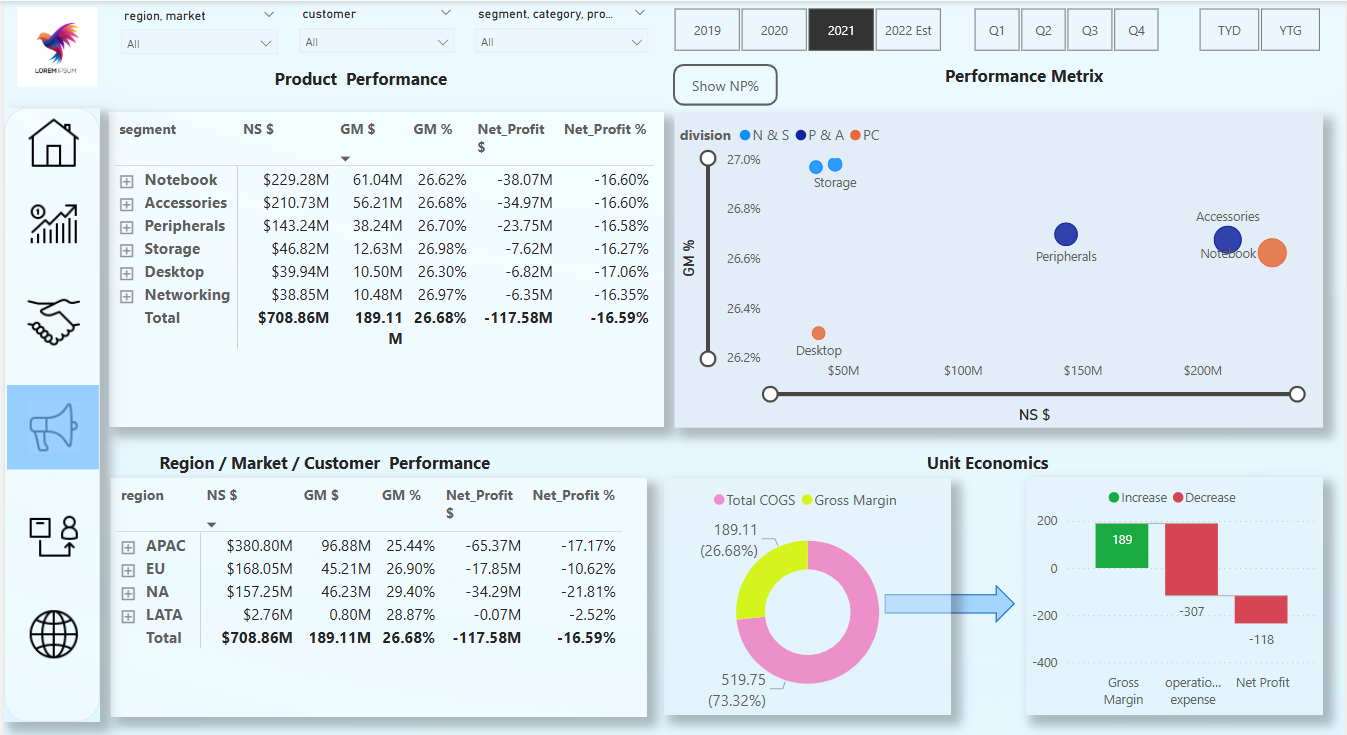 region, market
customer
segment, category, pro...
All
All
All
2019 2020 2021 2022 Est
Q1 Q2 Q3 Q4
TYD YTG
LOREM IPSUM
Product Performance
Show NP%
Performance Metrix
segment NS $ GM $ GM % Net_Profit $ Net_Profit %
Notebook $229.28M 61.04M 26.62% -38.07M -16.60%
Accessories $210.73M 56.21M 26.68% -34.97M -16.60%
Peripherals $143.24M 38.24M 26.70% -23.75M -16.58%
Storage $46.82M 12.63M 26.98% -7.62M -16.27%
Desktop $39.94M 10.50M 26.30% -6.82M -17.06%
Networking $38.85M 10.48M 26.97% -6.35M -16.35%
Total $708.86M 189.11 M 26.68% -117.58M -16.59%
division N & S P & A PC
27.0%
26.8%
26.6%
26.4%
26.2%
GM %
Storage
Accessories
Peripherals
Notebook
Desktop
$50M $100M $150M $200M
NS $
Region / Market / Customer Performance
region NS $ GM $ GM % Net_Profit $ Net_Profit %
APAC $380.80M 96.88M 25.44% -65.37M -17.17%
EU $168.05M 45.21M 26.90% -17.85M -10.62%
NA $157.25M 46.23M 29.40% -34.29M -21.81%
LATA $2.76M 0.80M 28.87% -0.07M -2.52%
Total $708.86M 189.11M 26.68% -117.58M -16.59%
Unit Economics
Total COGS Gross Margin
189.11
(26.68%)
519.75
(73.32%)
Increase Decrease
200
0
-200
-400
189
-307
-118
Gross Margin
operatio... expense
Net Profit